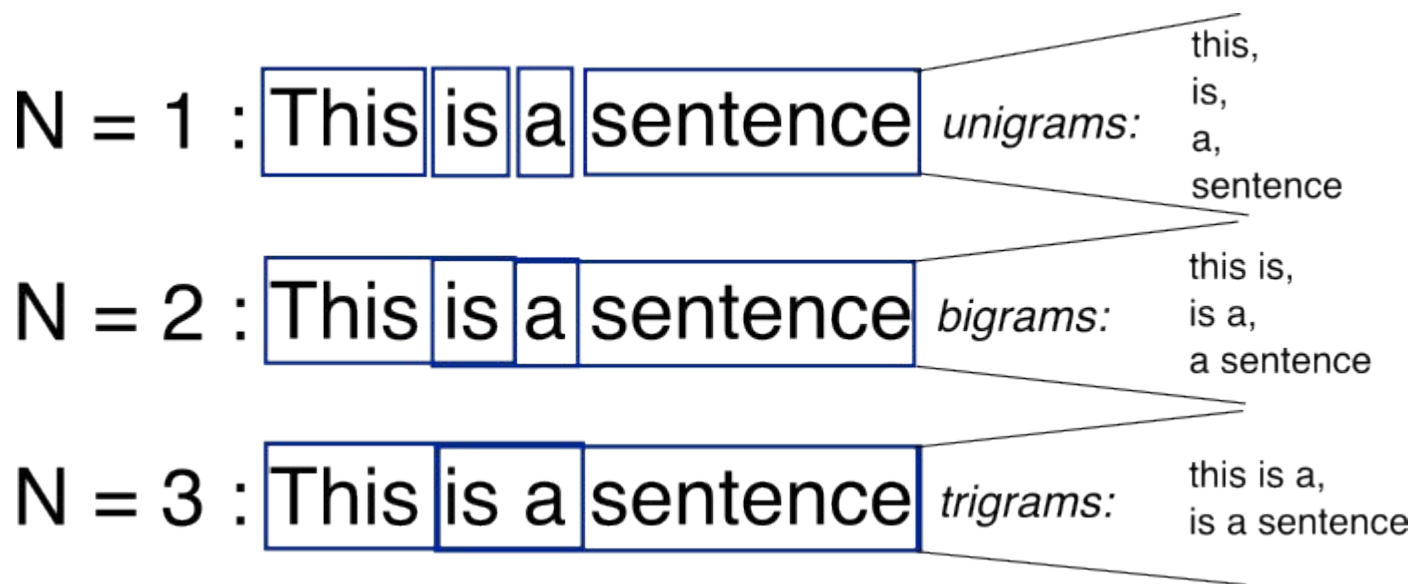 this,
N = 1 : This is a sentence unigrams: is,
a,
sentence
this is,
N = 2 : This is a sentence bigrams: is a,
a sentence
N = 3 : This is a sentence trigrams: this is a,
is a sentence